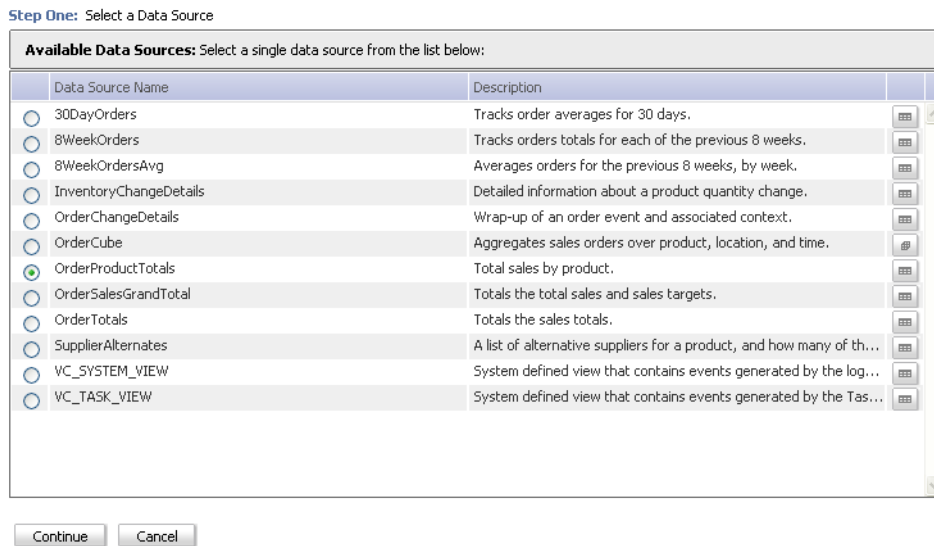 Step One: Select a Data Source
Available Data Sources: Select a single data source from the list below:
Data Source Name Description
30DayOrders Tracks order averages for 30 days.
8WeekOrders Tracks orders totals for each of the previous 8 weeks.
8WeekOrdersAvg Averages orders for the previous 8 weeks, by week.
InventoryChangeDetails Detailed information about a product quantity change.
OrderChangeDetails Wrap-up of an order event and associated context.
OrderCube Aggregates sales orders over product, location, and time.
OrderProductTotals Total sales by product.
OrderSalesGrandTotal Totals the total sales and sales targets.
OrderTotals Totals the sales totals.
SupplierAlternates A list of alternative suppliers for a product, and how many of th...
VC_SYSTEM_VIEW System defined view that contains events generated by the log...
VC_TASK_VIEW System defined view that contains events generated by the Tas...
Continue Cancel